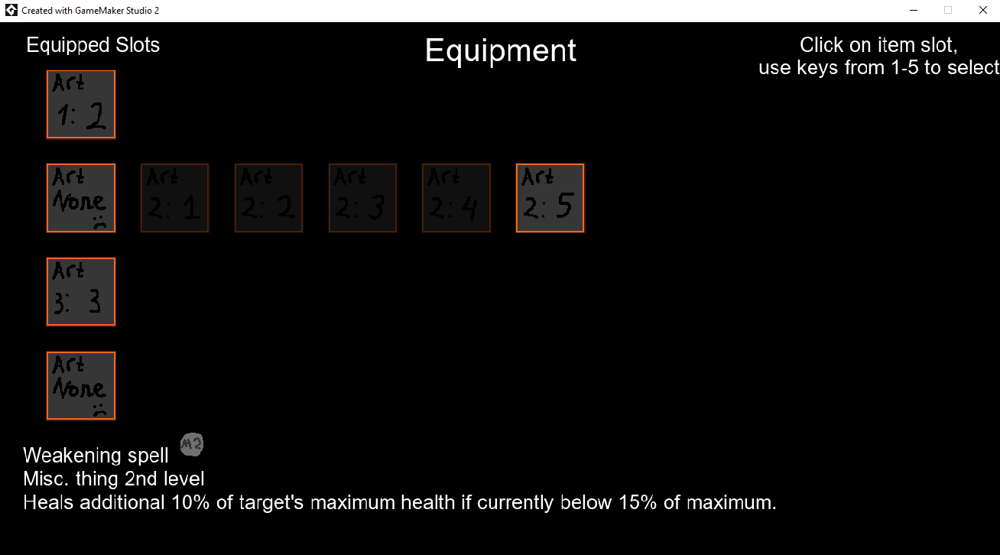 Created with GameMaker Studio 2
Equipped Slots
Equipment
Click on item slot,
use keys from 1-5 to select
Art
1: 2
Art
None
Art
2: 1
Art
2: 2
Art
2: 3
Art
2: 4
Art
2: 5
Art
3: 3
Art
None
Weakening spell
M2
Misc. thing 2nd level
Heals additional 10% of target's maximum health if currently below 15% of maximum.